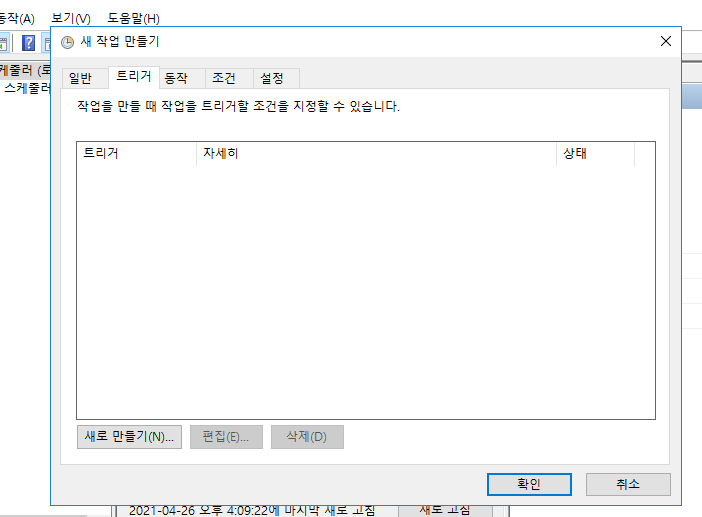 동작(A) 보기(V) 도움말(H)
새 작업 만들기
케줄러 (로
스케줄러
일반 트리거 동작 조건 설정
작업을 만들 때 작업을 트리거할 조건을 지정할 수 있습니다.
트리거 자세히 상태
새로 만들기(N)... 편집(E)... 삭제(D)
확인 취소
2021-04-26 오후 4:09:22에 마지막 새로 고침 새로 고침